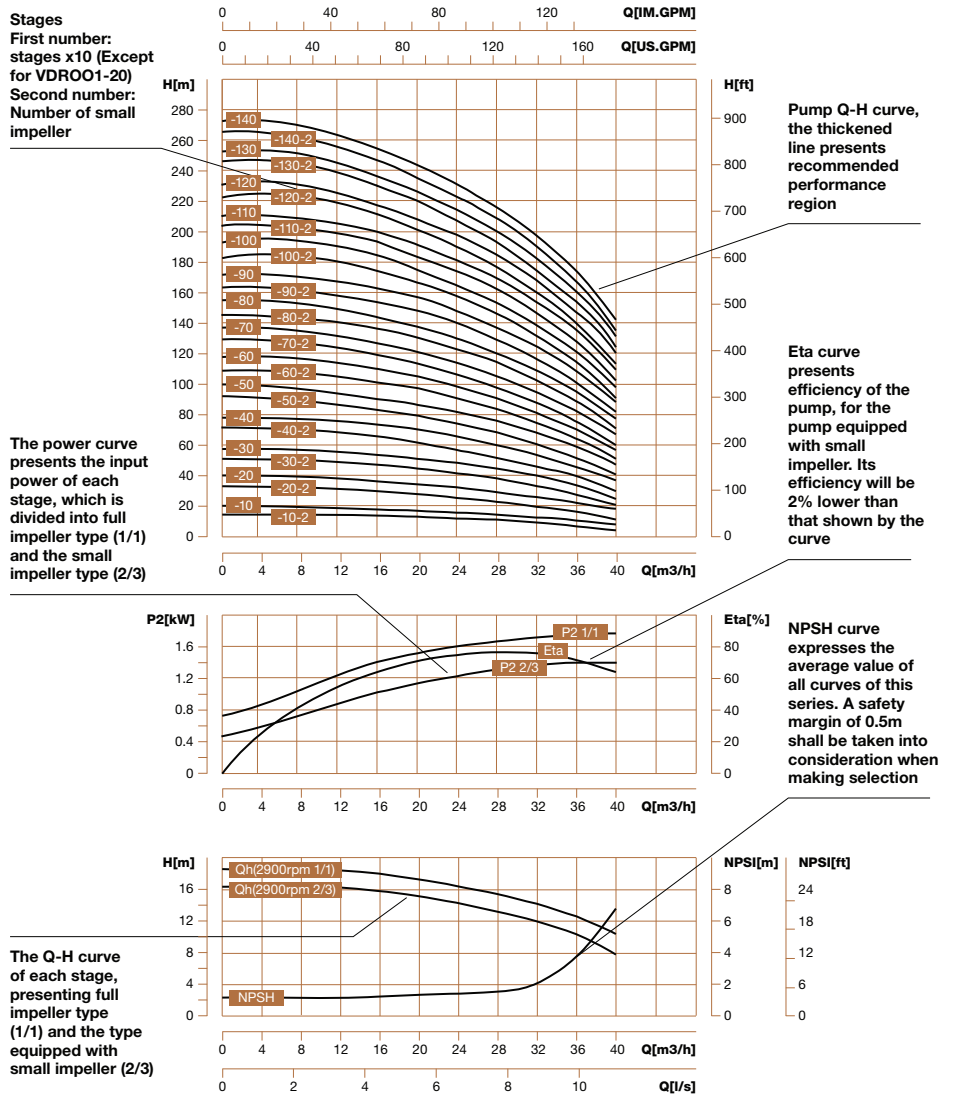 Stages
First number:
stages x10 (Except
for VDROO1-20)
Second number:
Number of small
impeller
0 40 80 120 Q[IM.GPM]
0 40 80 120 160 Q[US.GPM]
H[m]
280
260
240
220
200
180
160
140
120
100
80
60
40
20
0
-140
-140-2
-130
-130-2
-120
-120-2
-110
-110-2
-100
-100-2
-90
-90-2
-80
-80-2
-70
-70-2
-60
-60-2
-50
-50-2
-40
-40-2
-30
-30-2
-20
-20-2
-10
-10-2
H[ft]
900
800
700
600
500
400
300
200
100
0
0 4 8 12 16 20 24 28 32 36 40 Q[m3/h]
Pump Q-H curve,
the thickened
line presents
recommended
performance
region
Eta curve
presents
efficiency of the
pump, for the
pump equipped
with small
impeller. Its
efficiency will be
2% lower than
that shown by the
curve
The power curve
presents the input
power of each
stage, which is
divided into full
impeller type (1/1)
and the small
impeller type (2/3)
P2[kW]
1.6
1.2
0.8
0.4
0
P2 1/1
Eta
P2 2/3
Eta[%]
80
60
40
20
0
0 4 8 12 16 20 24 28 32 36 40 Q[m3/h]
NPSH curve
expresses the
average value of
all curves of this
series. A safety
margin of 0.5m
shall be taken into
consideration when
making selection
H[m]
16
12
8
4
0
Qh(2900rpm 1/1)
Qh(2900rpm 2/3)
NPSH
NPSI[m]
8
6
4
2
0
NPSI[ft]
24
18
12
6
0
0 4 8 12 16 20 24 28 32 36 40 Q[m3/h]
0 2 4 6 8 10 Q[l/s]
The Q-H curve
of each stage,
presenting full
impeller type
(1/1) and the type
equipped with
small impeller (2/3)